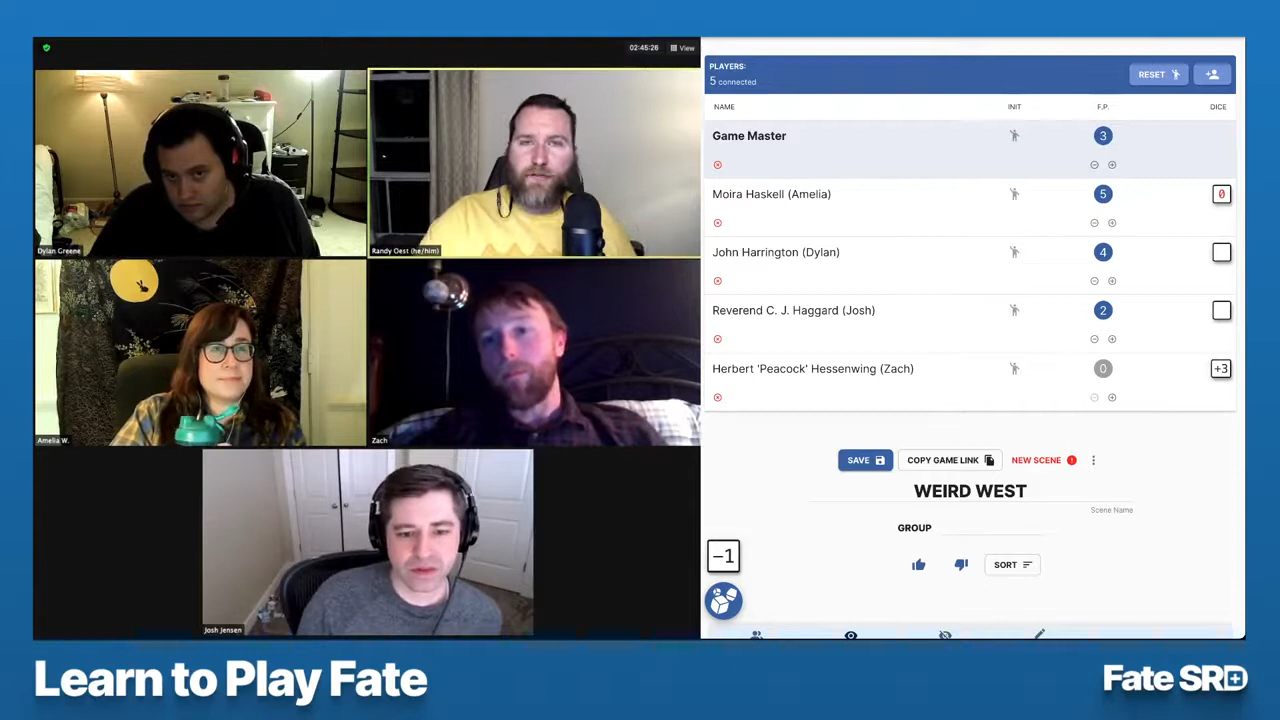 02:45:26
View
Dylan Greene
Randy Oest (he/him)
Amelia W.
Zach
Josh Jensen
PLAYERS:
5 connected
RESET
NAME INIT F.P. DICE
Game Master 3
Moira Haskell (Amelia) 5 0
John Harrington (Dylan) 4
Reverend C. J. Haggard (Josh) 2
Herbert 'Peacock' Hessenwing (Zach) 0 +3
SAVE COPY GAME LINK NEW SCENE
WEIRD WEST
Scene Name
GROUP
−1
SORT
Learn to Play Fate
Fate SRD